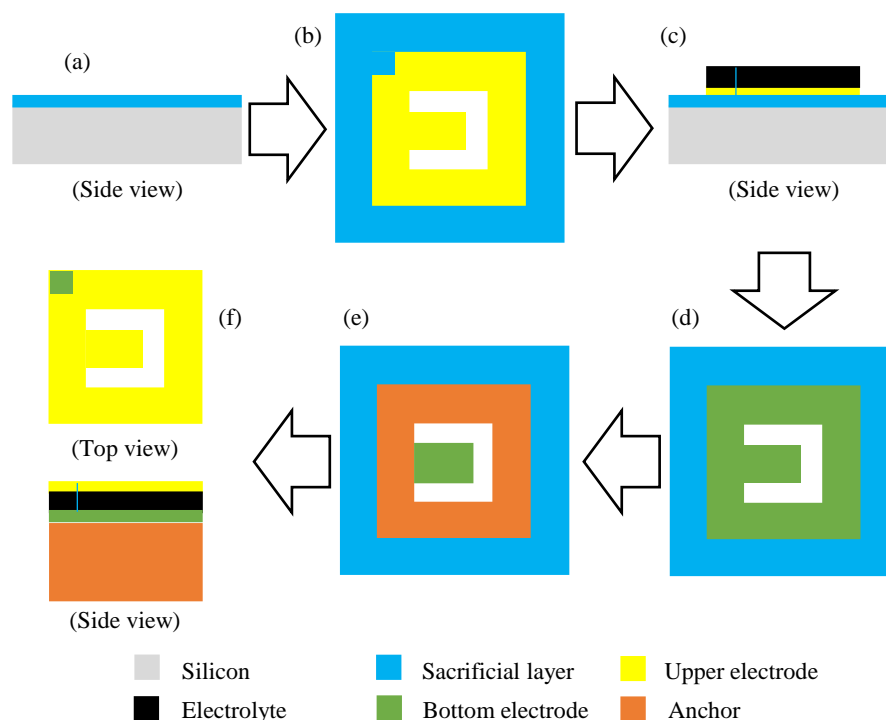 (a)
(b)
(c)
(Side view)
(Side view)
(f)
(e)
(d)
(Top view)
(Side view)
Silicon
Sacrificial layer
Upper electrode
Electrolyte
Bottom electrode
Anchor